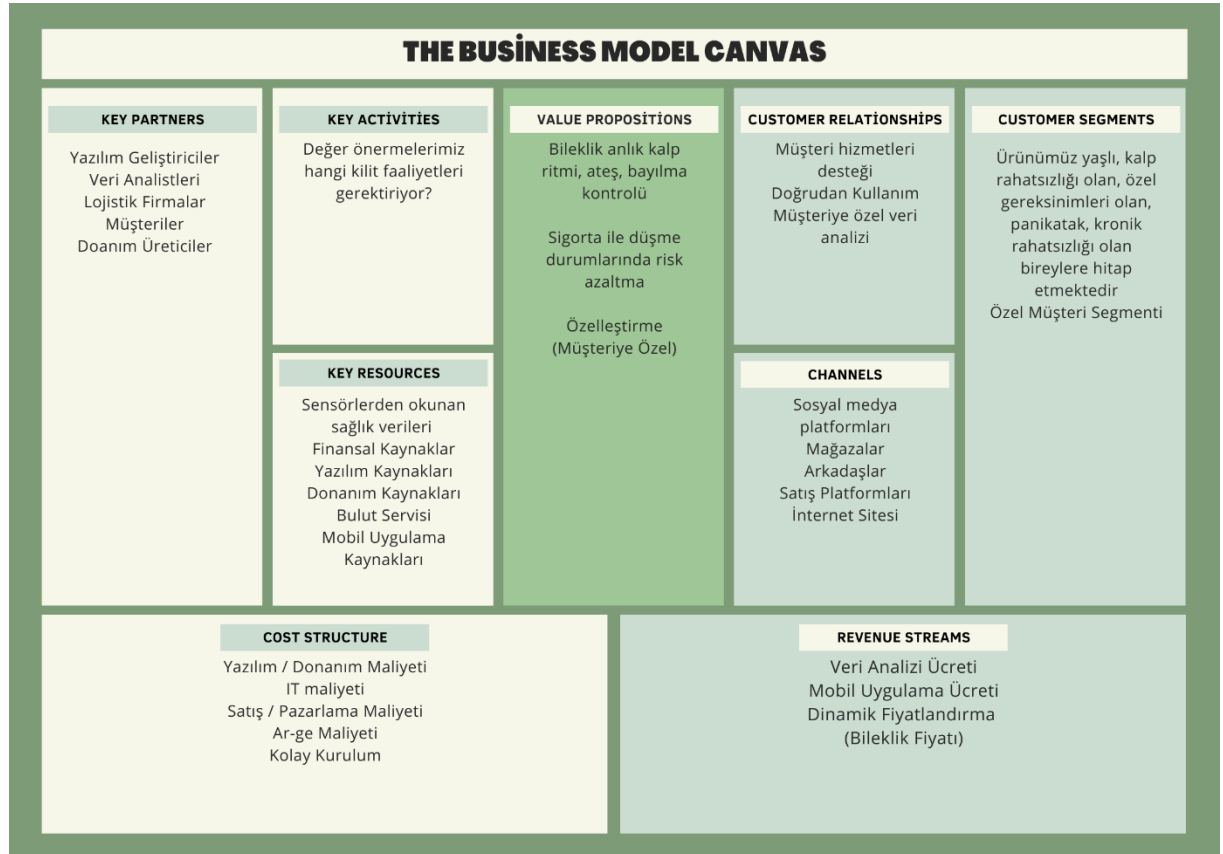 THE BUSİNESS MODEL CANVAS
KEY PARTNERS
Yazılım Geliştiriciler
Veri Analistleri
Lojistik Firmalar
Müşteriler
Doanım Üreticiler
KEY ACTİVİTİES
Değer önermelerimiz
hangi kilit faaliyetleri
gerektiriyor?
KEY RESOURCES
Sensörlerden okunan
sağlık verileri
Finansal Kaynaklar
Yazılım Kaynakları
Donanım Kaynakları
Bulut Servisi
Mobil Uygulama
Kaynakları
VALUE PROPOSİTİONS
Bileklik anlık kalp
ritmi, ateş, bayılma
kontrolü
Sigorta ile düşme
durumlarında risk
azaltma
Özelleştirme
(Müşteriye Özel)
CUSTOMER RELATİONSHİPS
Müşteri hizmetleri
desteği
Doğrudan Kullanım
Müşteriye özel veri
analizi
CHANNELS
Sosyal medya
platformları
Mağazalar
Arkadaşlar
Satış Platformları
İnternet Sitesi
CUSTOMER SEGMENTS
Ürünümüz yaşlı, kalp
rahatsızlığı olan, özel
gereksinimleri olan,
panikatak, kronik
rahatsızlığı olan
bireylere hitap
etmektedir
Özel Müşteri Segmenti
COST STRUCTURE
Yazılım / Donanım Maliyeti
IT maliyeti
Satış / Pazarlama Maliyeti
Ar-ge Maliyeti
Kolay Kurulum
REVENUE STREAMS
Veri Analizi Ücreti
Mobil Uygulama Ücreti
Dinamik Fiyatlandırma
(Bileklik Fiyatı)